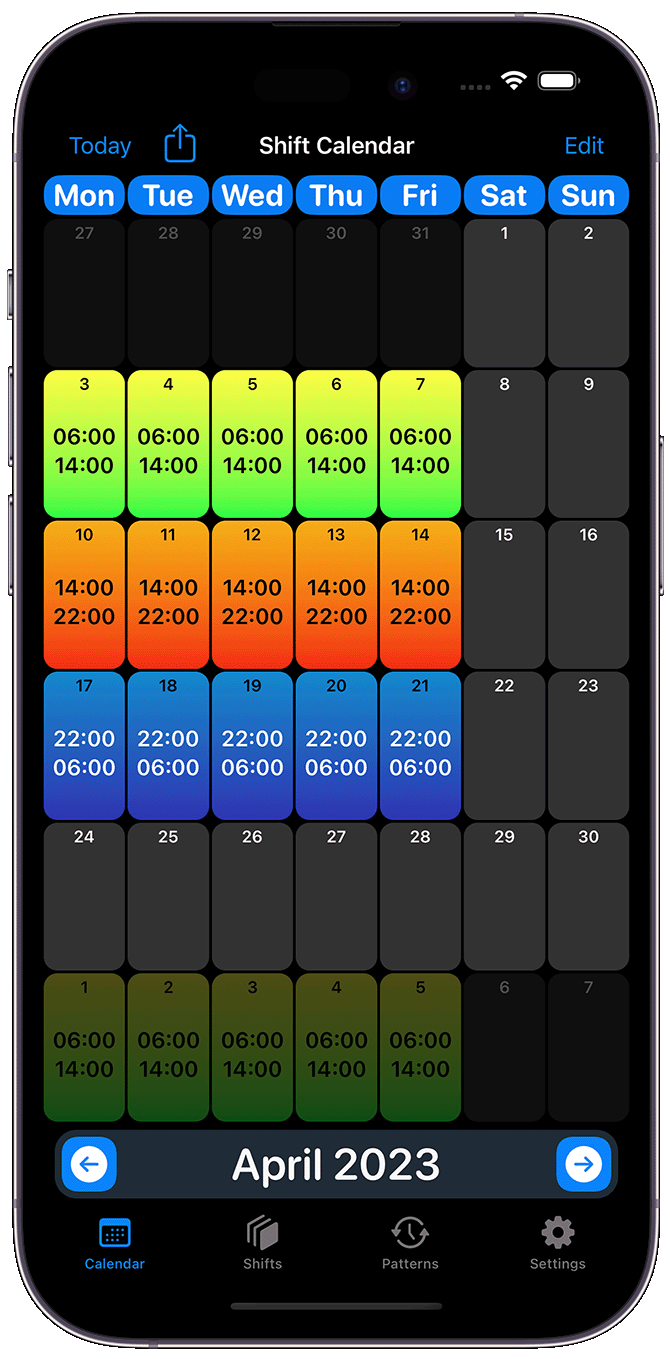 Today Shift Calendar Edit
Mon Tue Wed Thu Fri Sat Sun
27 28 29 30 31 1 2
3 4 5 6 7 8 9
06:00 06:00 06:00 06:00 06:00
14:00 14:00 14:00 14:00 14:00
10 11 12 13 14 15 16
14:00 14:00 14:00 14:00 14:00
22:00 22:00 22:00 22:00 22:00
17 18 19 20 21 22 23
22:00 22:00 22:00 22:00 22:00
06:00 06:00 06:00 06:00 06:00
24 25 26 27 28 29 30
1 2 3 4 5 6 7
06:00 06:00 06:00 06:00 06:00
14:00 14:00 14:00 14:00 14:00
April 2023
Calendar Shifts Patterns Settings